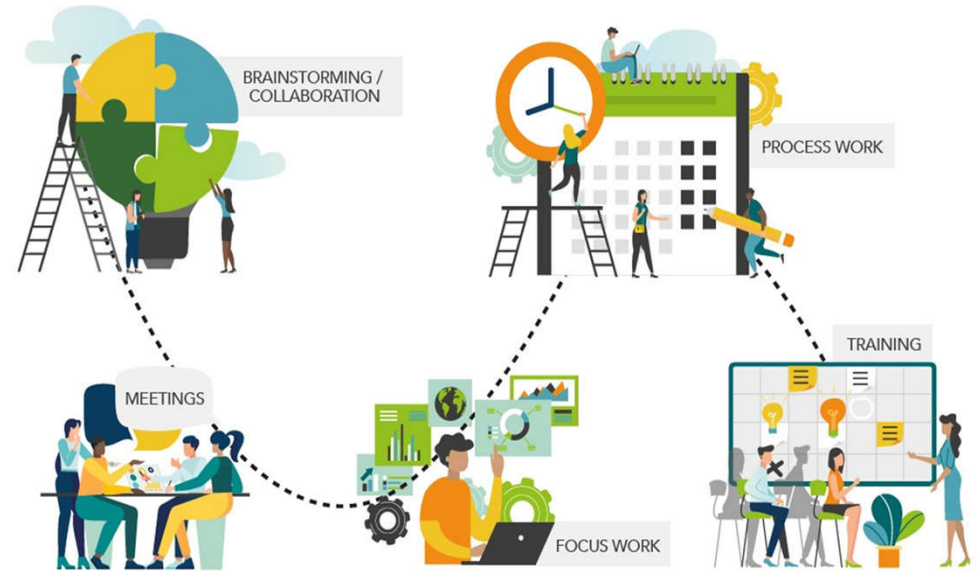 BRAINSTORMING /
COLLABORATION
PROCESS WORK
MEETINGS
FOCUS WORK
TRAINING